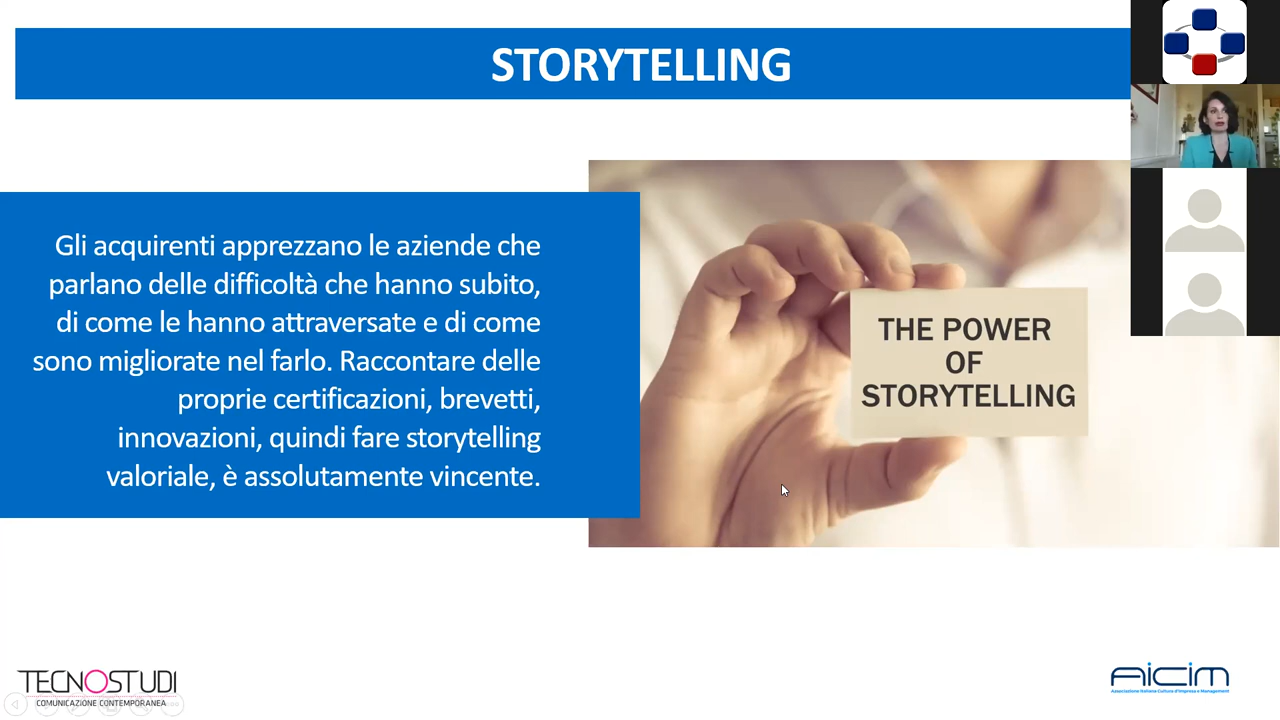 STORYTELLING
Gli acquirenti apprezzano le aziende che
parlano delle difficoltà che hanno subito,
di come le hanno attraversate e di come
sono migliorate nel farlo. Raccontare delle
proprie certificazioni, brevetti,
innovazioni, quindi fare storytelling
valoriale, è assolutamente vincente.
THE POWER
OF
STORYTELLING
TECNOSTUDI
COMUNICAZIONE CONTEMPORANEA
AICIM
Associazione Italiana Cultura d'Impresa e Management